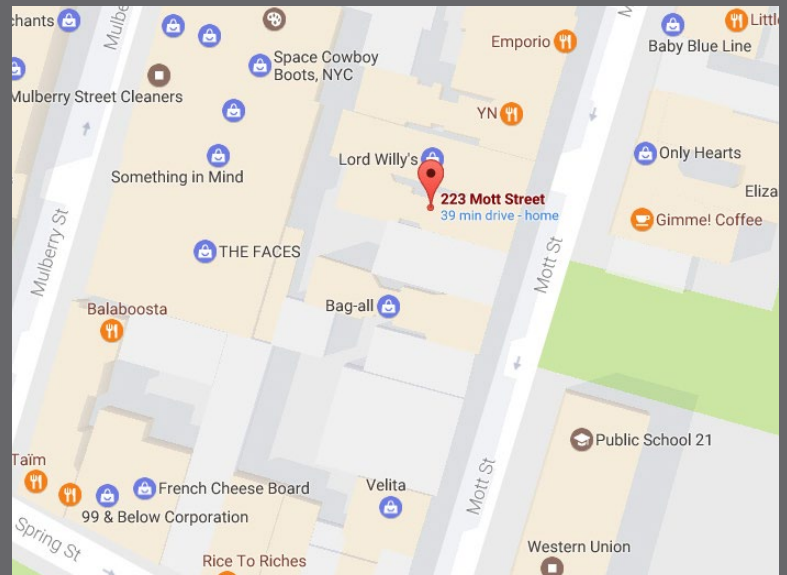 chants
Mulbe
Emporio
Little
Baby Blue Line
Space Cowboy
Boots, NYC
Mulberry Street Cleaners
YN
Something in Mind
Lord Willy's
Only Hearts
223 Mott Street
39 min drive - home
Eliza
Gimme! Coffee
Mulberry St
THE FACES
Mott St
Balaboosta
Bag-all
Public School 21
Taïm
French Cheese Board
Velita
Mott St
99 & Below Corporation
Spring St
Rice To Riches
Western Union